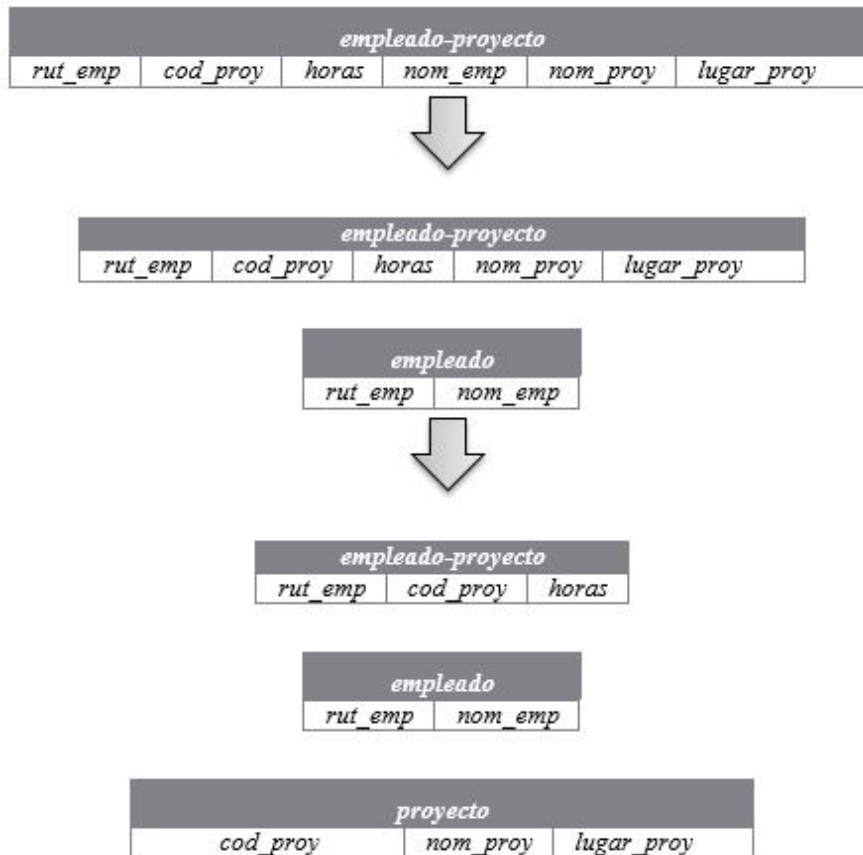 empleado-proyecto
rut_emp cod_proy horas nom_emp nom_proy lugar_proy
empleado-proyecto
rut_emp cod_proy horas nom_proy lugar_proy
empleado
rut_emp nom_emp
empleado-proyecto
rut_emp cod_proy horas
empleado
rut_emp nom_emp
proyecto
cod_proy nom_proy lugar_proy